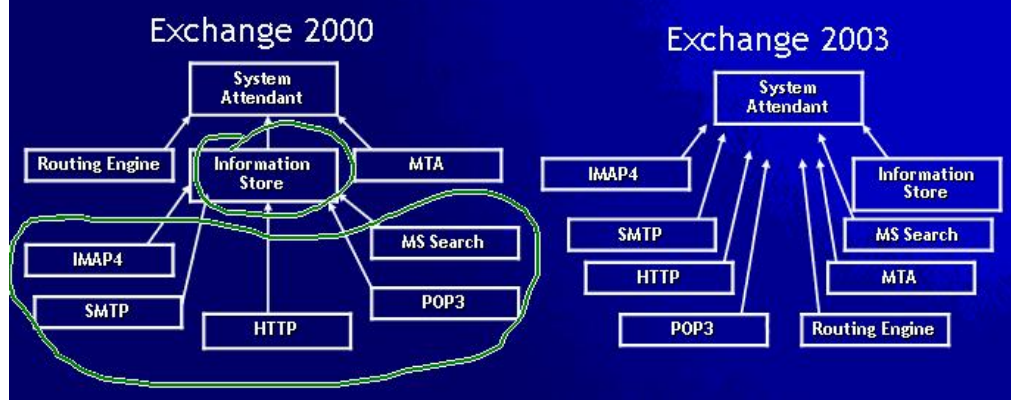 Exchange 2000
System
Attendant
Routing Engine
Information
Store
MTA
IMAP4
MS Search
SMTP
POP3
HTTP
Exchange 2003
System
Attendant
IMAP4
Information
Store
SMTP
MS Search
HTTP
MTA
POP3
Routing Engine